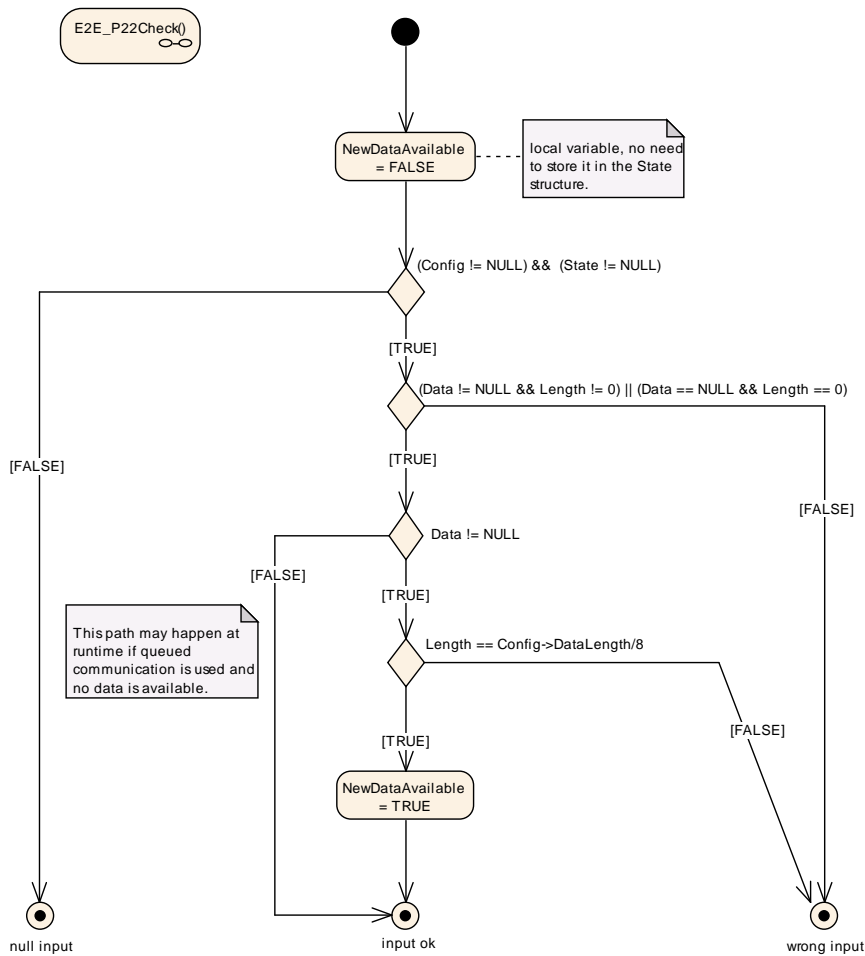 E2E_P22Check()
NewDataAvailable
= FALSE
local variable, no need
to store it in the State
structure.
(Config != NULL) && (State != NULL)
[TRUE]
(Data != NULL && Length != 0) || (Data == NULL && Length == 0)
[FALSE]
[TRUE]
[FALSE]
Data != NULL
[FALSE]
[TRUE]
This path may happen at
runtime if queued
communication is used and
no data is available.
Length == Config->DataLength/8
[FALSE]
[TRUE]
NewDataAvailable
= TRUE
null input
input ok
wrong input